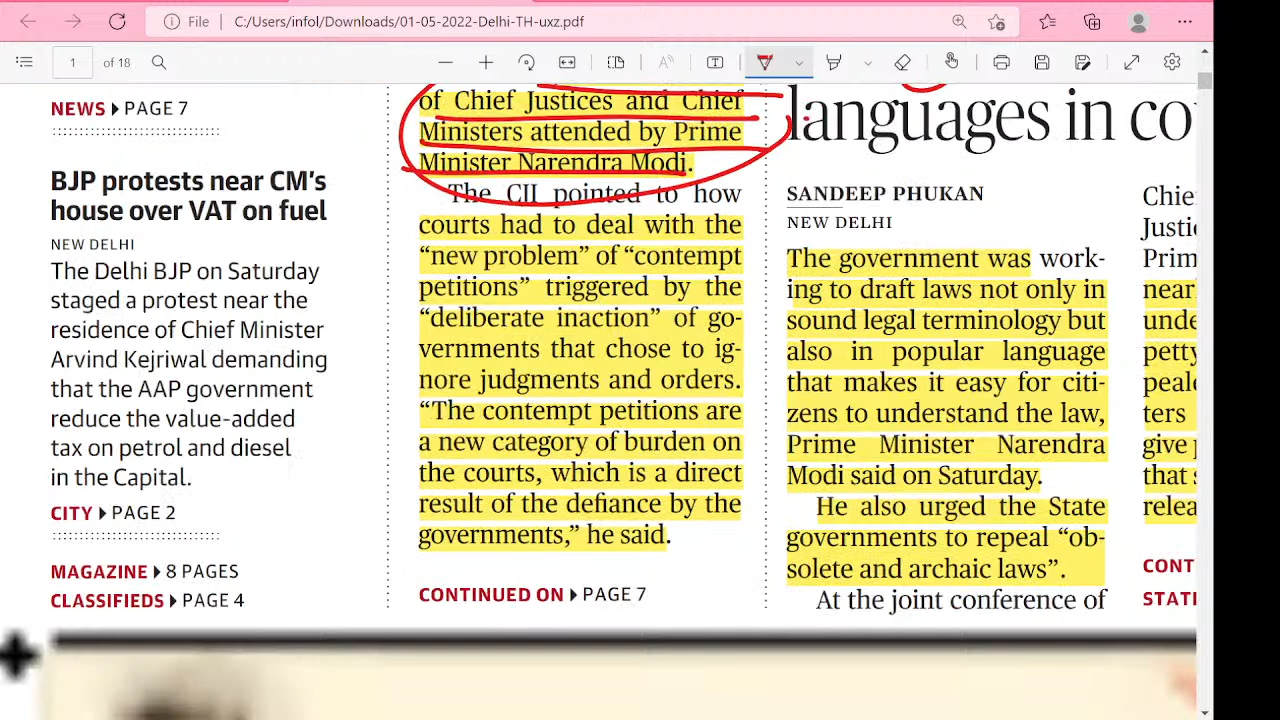 File
C:/Users/infol/Downloads/01-05-2022-Delhi-TH-uxz.pdf
1 of 18
NEWS PAGE 7
BJP protests near CM's
house over VAT on fuel
NEW DELHI
The Delhi BJP on Saturday
staged a protest near the
residence of Chief Minister
Arvind Kejriwal demanding
that the AAP government
reduce the value-added
tax on petrol and diesel
in the Capital.
CITY PAGE 2
MAGAZINE 8 PAGES
CLASSIFIEDS PAGE 4
of Chief Justices and Chief
Ministers attended by Prime
Minister Narendra Modi.
The CJI pointed to how
courts had to deal with the
“new problem” of “contempt
petitions” triggered by the
“deliberate inaction” of go-
vernments that chose to ig-
nore judgments and orders.
“The contempt petitions are
a new category of burden on
the courts, which is a direct
result of the defiance by the
governments,” he said.
CONTINUED ON PAGE 7
languages in co
SANDEEP PHUKAN
NEW DELHI
The government was work-
ing to draft laws not only in
sound legal terminology but
also in popular language
that makes it easy for citi-
zens to understand the law,
Prime Minister Narendra
Modi said on Saturday.
He also urged the State
governments to repeal “ob-
solete and archaic laws”.
At the joint conference of
Chie
Justi
Prim
near
unde
petty
peale
ters
give p
that s
relea
CONT
STATI